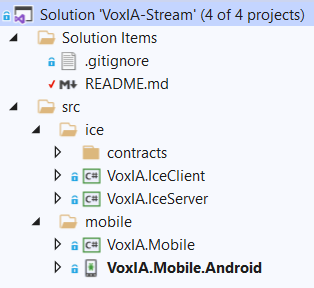 Solution 'VoxIA-Stream' (4 of 4 projects)
Solution Items
.gitignore
README.md
src
ice
contracts
C# VoxIA.IceClient
C# VoxIA.IceServer
mobile
C# VoxIA.Mobile
VoxIA.Mobile.Android